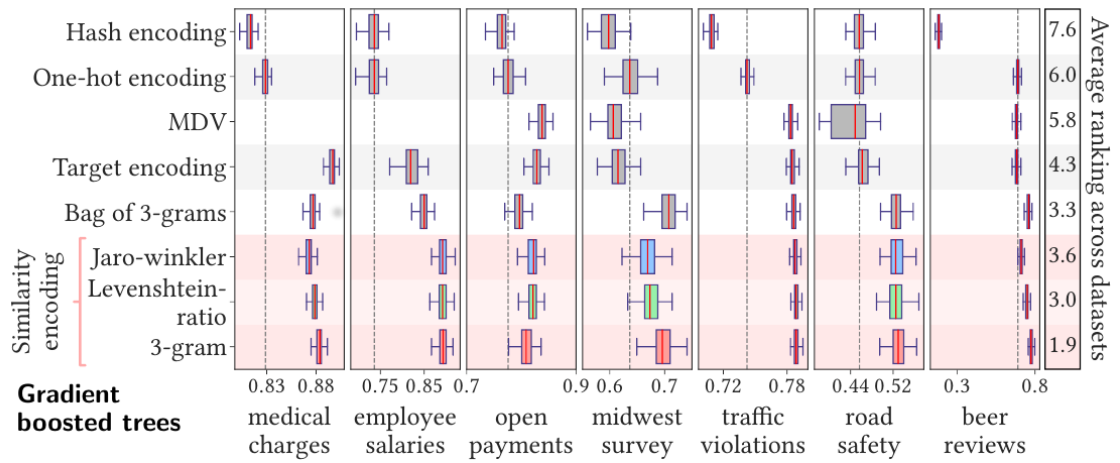 Hash encoding
One-hot encoding
MDV
Target encoding
Bag of 3-grams
Similarity
encoding
Jaro-winkler
Levenshtein-
ratio
3-gram
7.6
6.0
5.8
4.3
3.3
3.6
3.0
1.9
Average ranking across datasets
0.83 0.88 0.75 0.85 0.7 0.9 0.6 0.7 0.72 0.78 0.44 0.52 0.3 0.8
Gradient
boosted trees
medical
charges
employee
salaries
open
payments
midwest
survey
traffic
violations
road
safety
beer
reviews